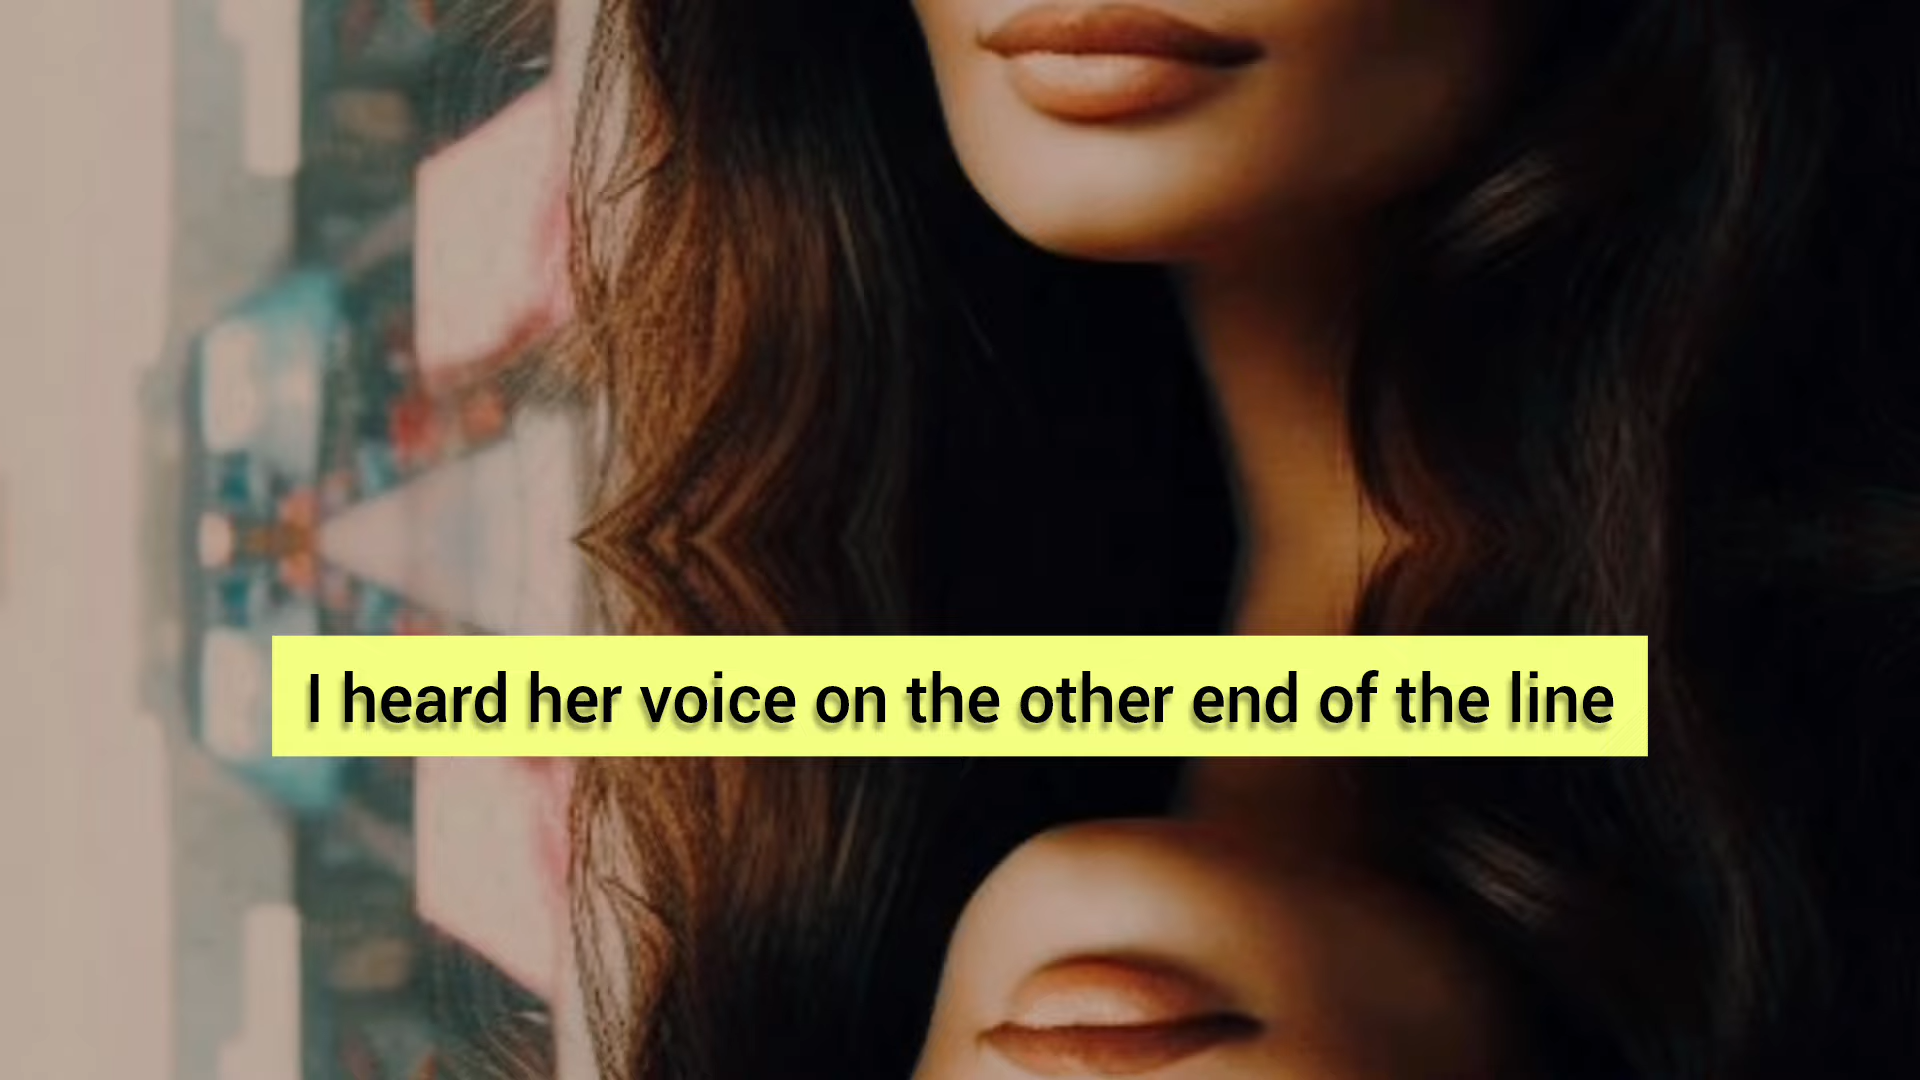 I heard her voice on the other end of the line